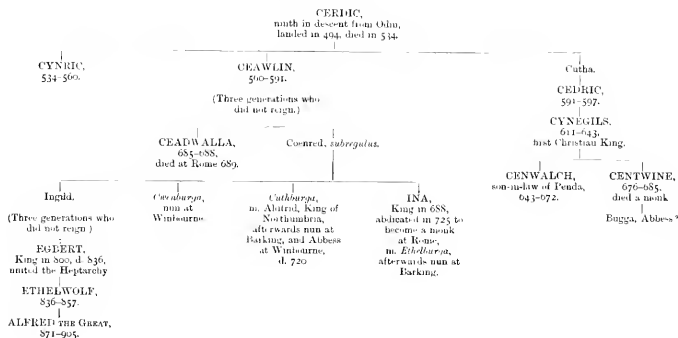 CERDIC,
ninth in descent from Odin,
landed in 494, died in 534.
CYNRIC,
534–560.
CEAWLIN,
560–591.
(Three generations who
did not reign.)
Cutha.
CEDRIC,
591–597.
CYNEGILS,
611–643,
first Christian King.
CEADWALLA,
685–688,
died at Rome 689.
Coenred, subregulus.
CENWALCH,
son-in-law of Penda,
643–672.
CENTWINE,
676–685.
died a monk
Bugga, Abbess
Ingild.
(Three generations who
did not reign )
EGBERT,
King in 800, d. 836,
united the Heptarchy
ETHELWOLF,
836–857.
ALFRED THE GREAT,
871–905.
Cwenburga,
nun at
Winbourne
Cuthburga,
m. Aldfrid, King of
Northumbria,
afterwards nun at
Barking, and Abbess
at Winbourne,
d. 720
INA,
King in 688,
abdicated in 725 to
become a monk
at Rome,
m. Ethelburga,
afterwards nun at
Barking.